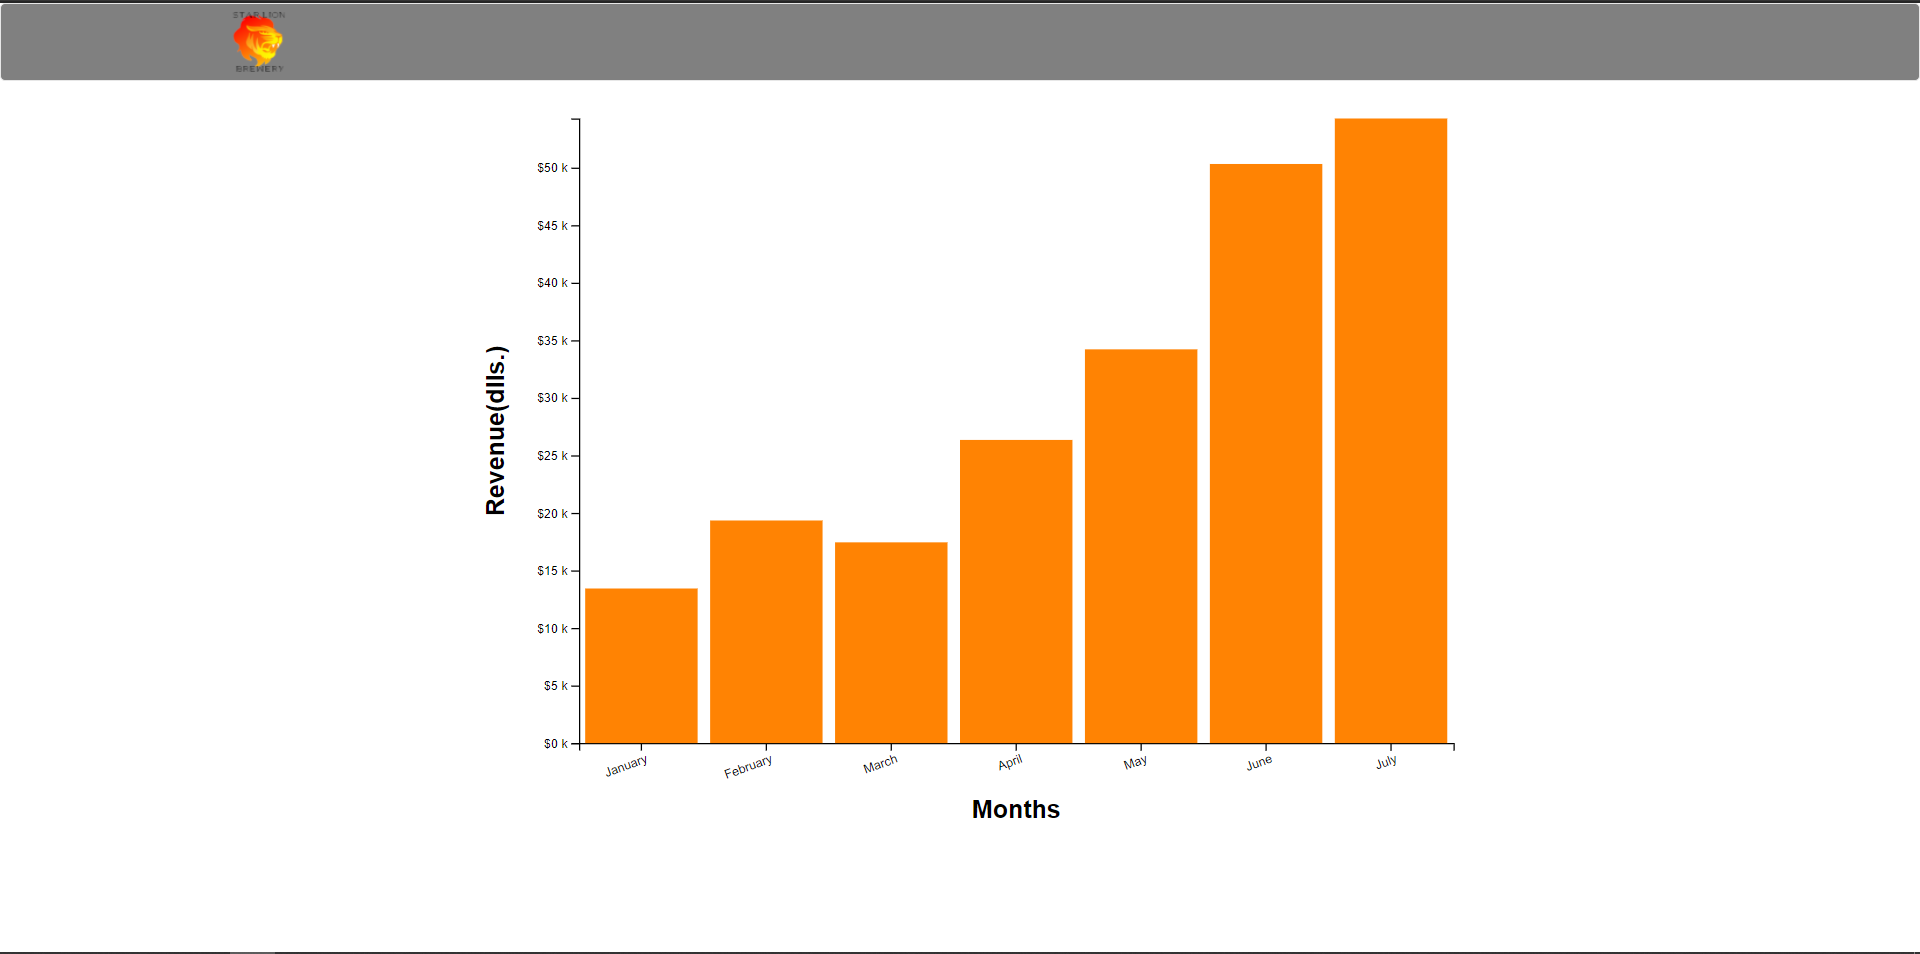 STAR LION
BREWERY
$50 k
$45 k
$40 k
$35 k
$30 k
$25 k
$20 k
$15 k
$10 k
$5 k
$0 k
Revenue(dlls.)
January
February
March
April
May
June
July
Months